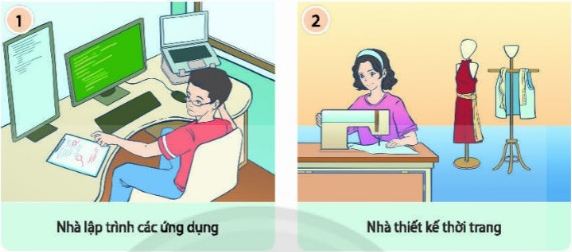 1
2
Nhà lập trình các ứng dụng
Nhà thiết kế thời trang